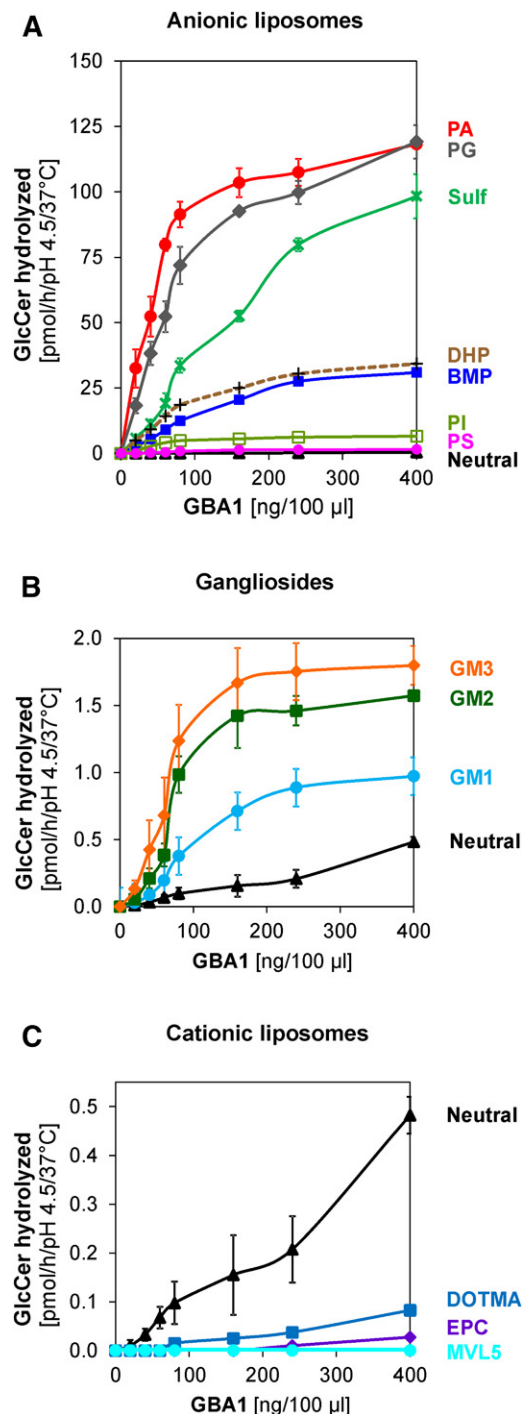 A
Anionic liposomes
GlcCer hydrolyzed
[pmol/h/pH 4.5/37°C]
150
125
100
75
50
25
0
PA
PG
Sulf
DHP
BMP
PI
PS
Neutral
0 100 200 300 400
GBA1 [ng/100 µl]
B
Gangliosides
GlcCer hydrolyzed
[pmol/h/pH 4.5/37°C]
2.0
1.5
1.0
0.5
0.0
GM3
GM2
GM1
Neutral
0 100 200 300 400
GBA1 [ng/100 µl]
C
Cationic liposomes
GlcCer hydrolyzed
[pmol/h/pH 4.5/37°C]
0.5
0.4
0.3
0.2
0.1
0.0
Neutral
DOTMA
EPC
MVL5
0 100 200 300 400
GBA1 [ng/100 µl]